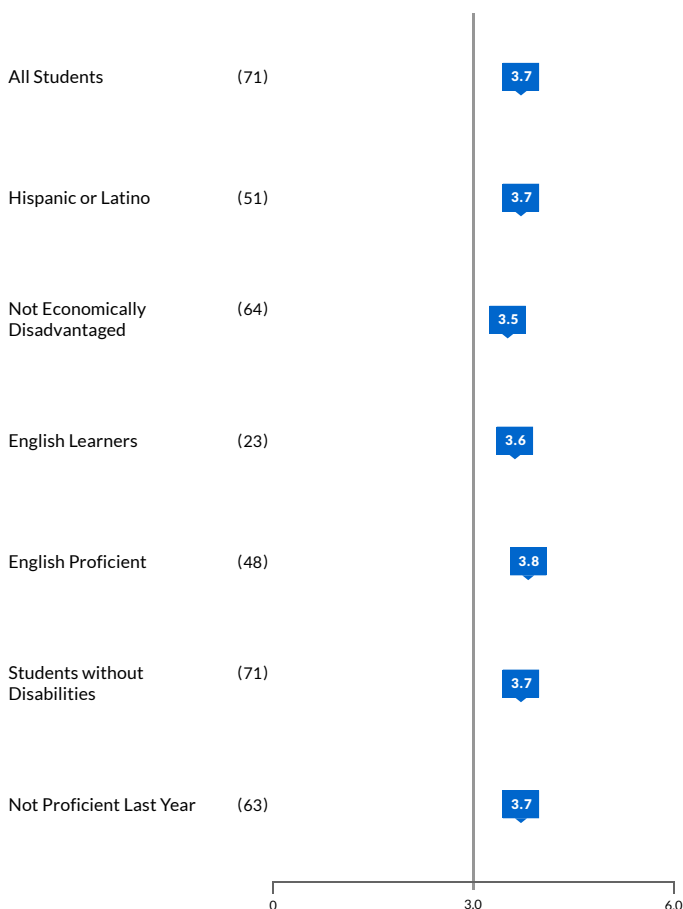 All Students (71) 3.7
Hispanic or Latino (51) 3.7
Not Economically (64)
Disadvantaged 3.5
English Learners (23) 3.6
English Proficient (48) 3.8
Students without (71)
Disabilities 3.7
Not Proficient Last Year (63) 3.7
0 3.0 6.0